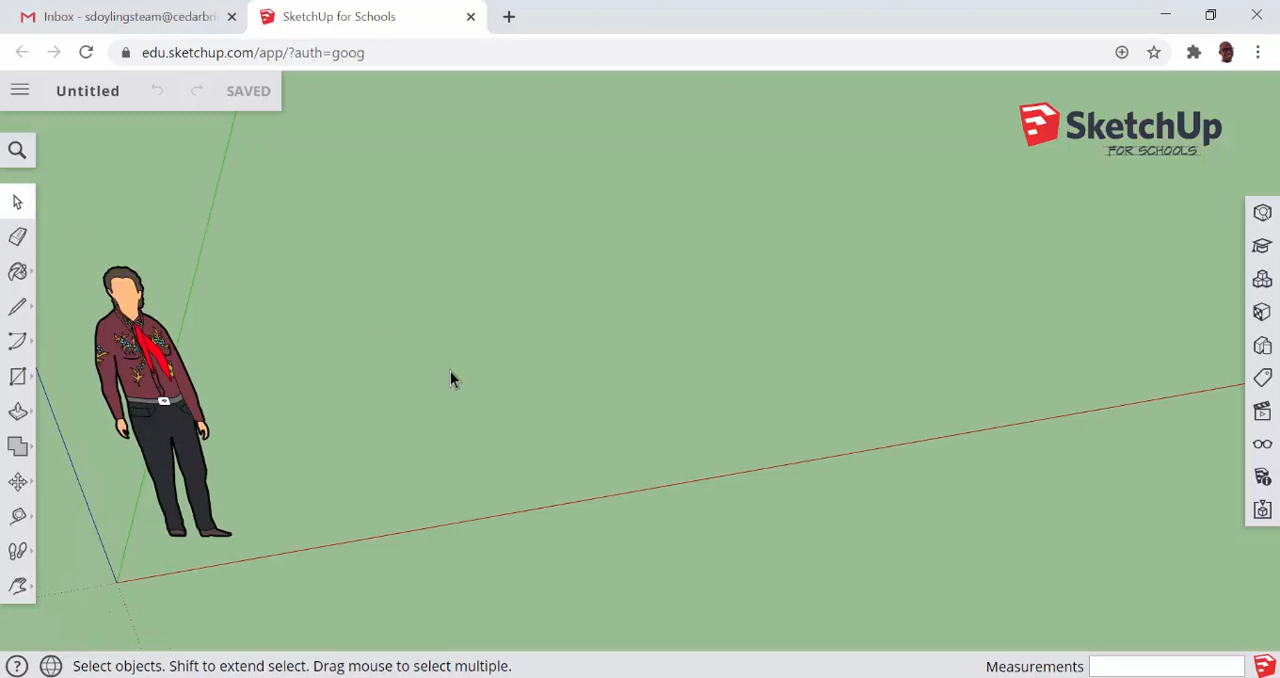 Inbox - sdoylingsteam@cedarbri
SketchUp for Schools
edu.sketchup.com/app/?auth=goog
Untitled
SAVED
SketchUp
FOR SCHOOLS
Select objects. Shift to extend select. Drag mouse to select multiple.
Measurements